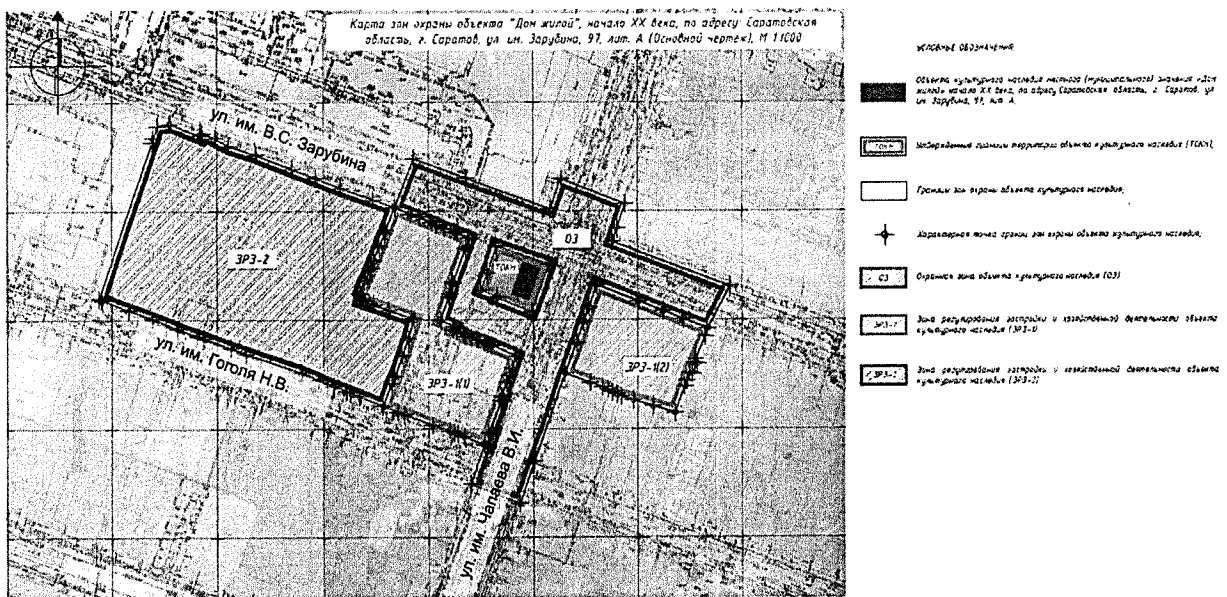 Карта зон охраны объекта "Дом жилой", начало XX века, по адресу: Саратовская
область, г. Саратов, ул. им. Зарубина, 97, лит. А (Основной чертеж), М 1:1000
ул. им. В.С. Зарубина
ЗРЗ-2
ОЗ
ТОКН
ЗРЗ-1(1)
ЗРЗ-1(2)
ул. им. Гоголя Н.В.
ул. им. Чапаева В.И.
УСЛОВНЫЕ ОБОЗНАЧЕНИЯ
Объект культурного наследия местного (муниципального) значения «Дом
жилой» начало XX века, по адресу Саратовская область, г. Саратов, ул
им. Зарубина, 97, лит. А.
ТОКН
Утвержденные границы территории объекта культурного наследия (ТОКН);
Границы зон охраны объекта культурного наследия;
Характерная точка границ зон охраны объекта культурного наследия;
ОЗ
Охранная зона объекта культурного наследия (ОЗ)
ЗРЗ-1
Зона регулирования застройки и хозяйственной деятельности объекта
культурного наследия (ЗРЗ-1)
ЗРЗ-2
Зона регулирования застройки и хозяйственной деятельности объекта
культурного наследия (ЗРЗ-2)